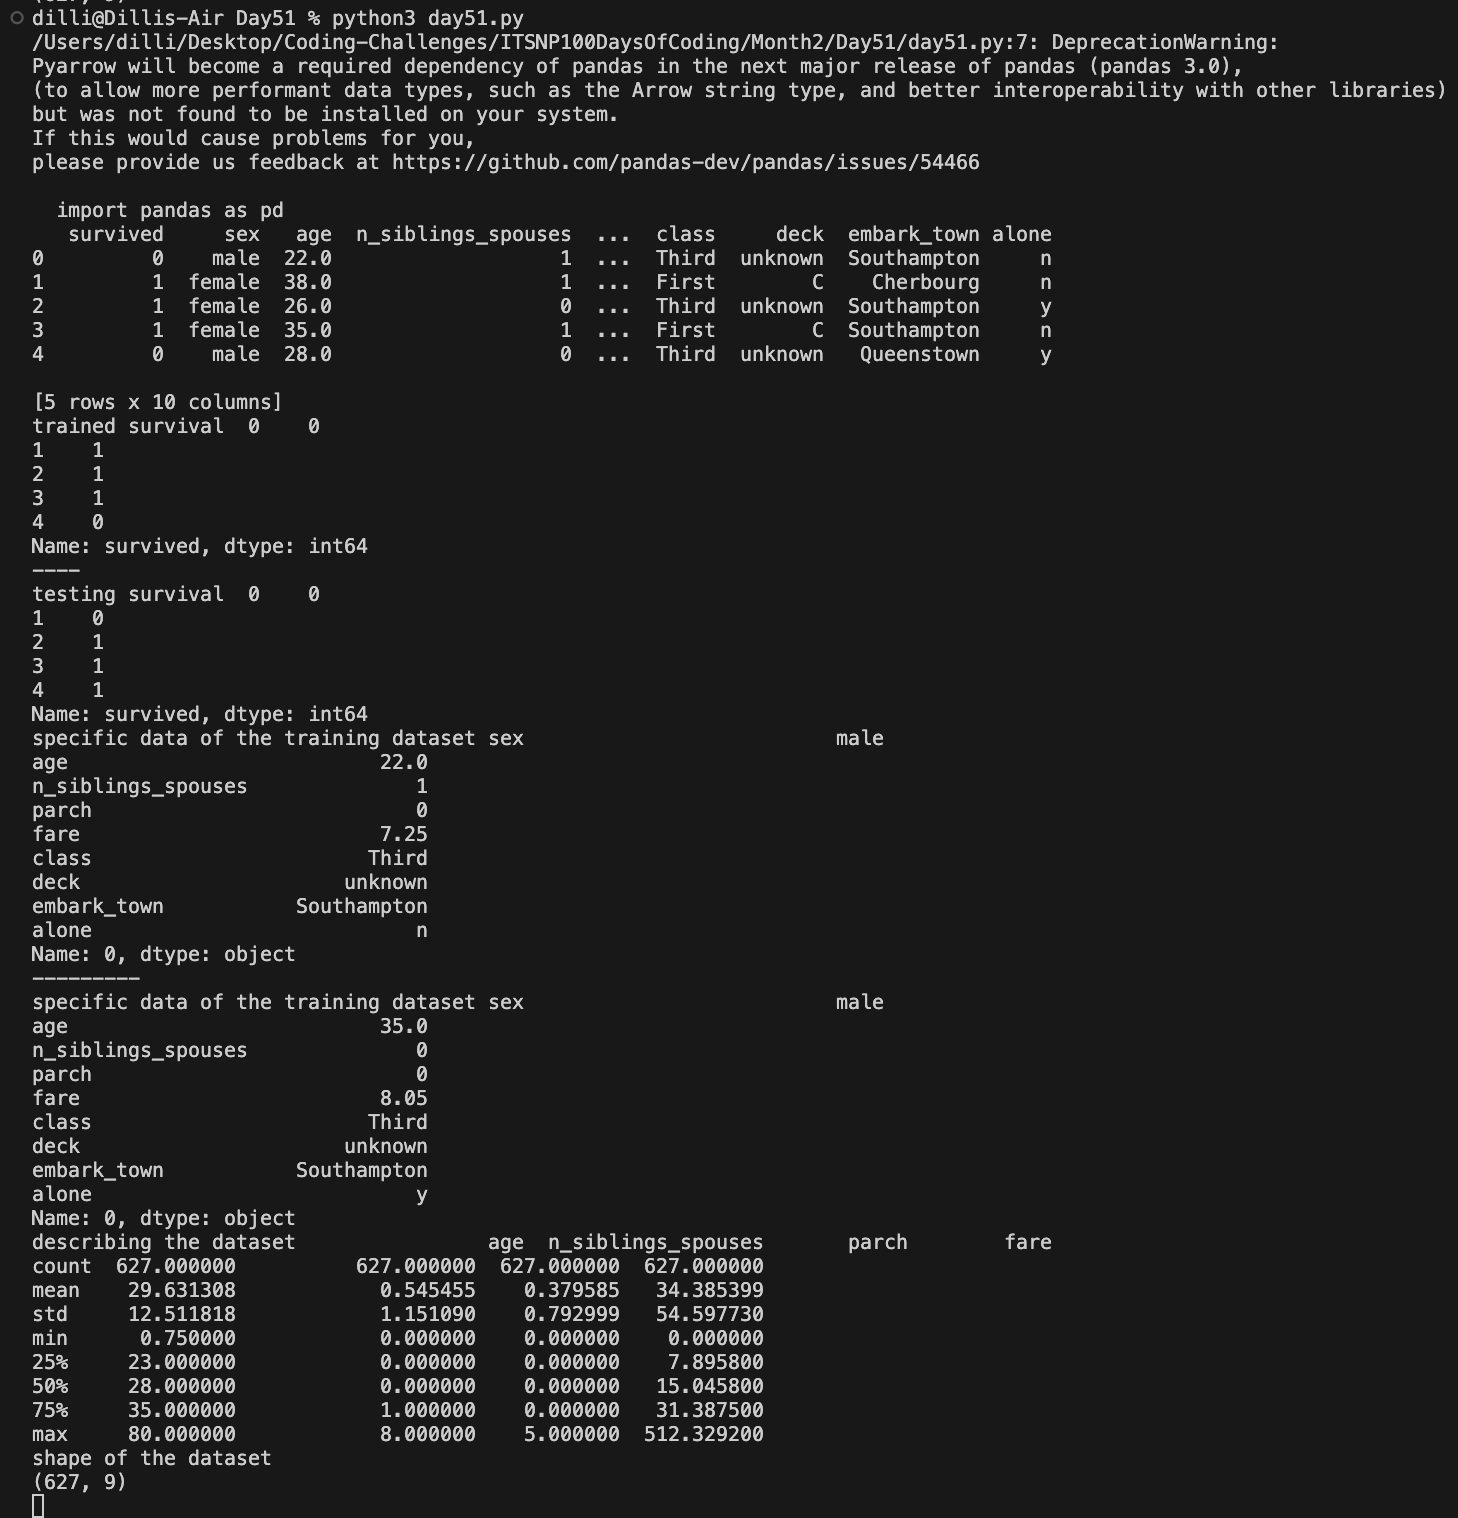 dilli@Dillis-Air Day51 % python3 day51.py
/Users/dilli/Desktop/Coding-Challenges/ITSNP100DaysOfCoding/Month2/Day51/day51.py:7: DeprecationWarning:
Pyarrow will become a required dependency of pandas in the next major release of pandas (pandas 3.0),
(to allow more performant data types, such as the Arrow string type, and better interoperability with other libraries)
but was not found to be installed on your system.
If this would cause problems for you,
please provide us feedback at https://github.com/pandas-dev/pandas/issues/54466

  import pandas as pd
   survived     sex   age  n_siblings_spouses  ...  class     deck  embark_town alone
0         0    male  22.0                   1  ...  Third  unknown  Southampton     n
1         1  female  38.0                   1  ...  First        C    Cherbourg     n
2         1  female  26.0                   0  ...  Third  unknown  Southampton     y
3         1  female  35.0                   1  ...  First        C  Southampton     n
4         0    male  28.0                   0  ...  Third  unknown   Queenstown     y

[5 rows x 10 columns]
trained survival  0    0
1    1
2    1
3    1
4    0
Name: survived, dtype: int64
----
testing survival  0    0
1    0
2    1
3    1
4    1
Name: survived, dtype: int64
specific data of the training dataset sex                          male
age                          22.0
n_siblings_spouses              1
parch                           0
fare                         7.25
class                       Third
deck                      unknown
embark_town           Southampton
alone                           n
Name: 0, dtype: object
---------
specific data of the training dataset sex                          male
age                          35.0
n_siblings_spouses              0
parch                           0
fare                         8.05
class                       Third
deck                      unknown
embark_town           Southampton
alone                           y
Name: 0, dtype: object
describing the dataset                age  n_siblings_spouses       parch        fare
count  627.000000          627.000000  627.000000  627.000000
mean    29.631308            0.545455    0.379585   34.385399
std     12.511818            1.151090    0.792999   54.597730
min      0.750000            0.000000    0.000000    0.000000
25%     23.000000            0.000000    0.000000    7.895800
50%     28.000000            0.000000    0.000000   15.045800
75%     35.000000            1.000000    0.000000   31.387500
max     80.000000            8.000000    5.000000  512.329200
shape of the dataset
(627, 9)